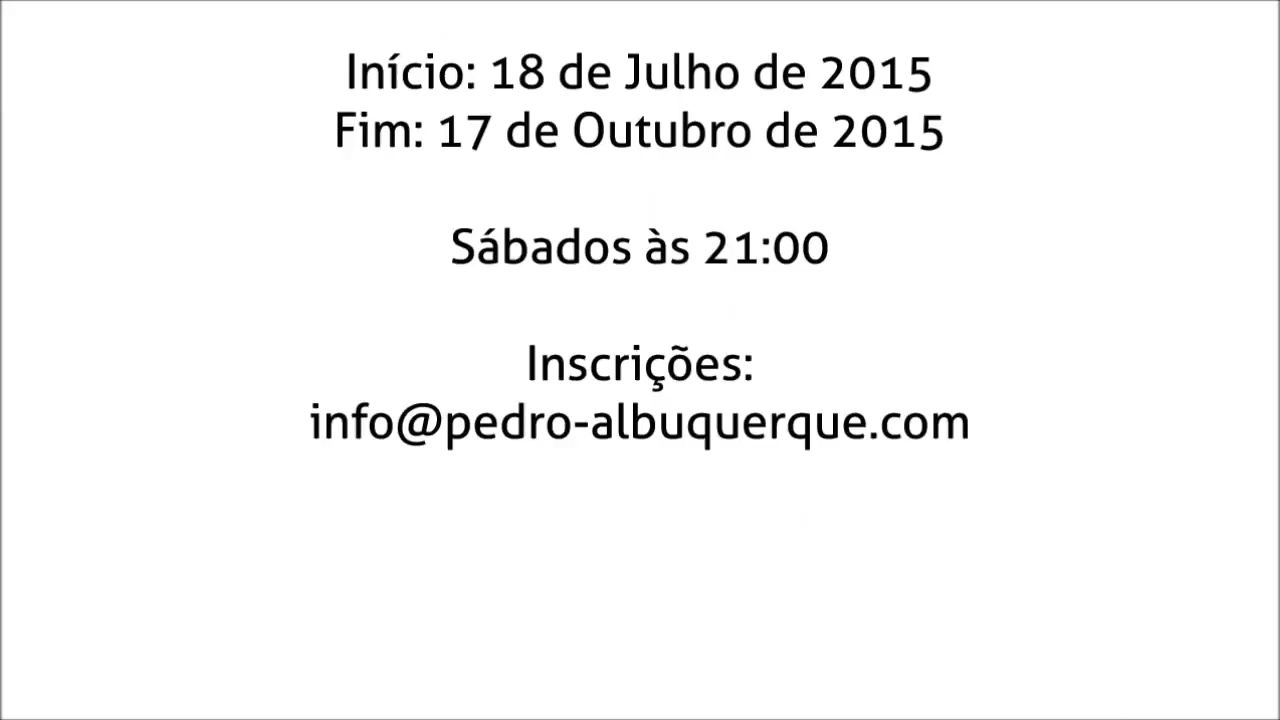 Início: 18 de Julho de 2015
Fim: 17 de Outubro de 2015
Sábados às 21:00
Inscrições:
info@pedro-albuquerque.com